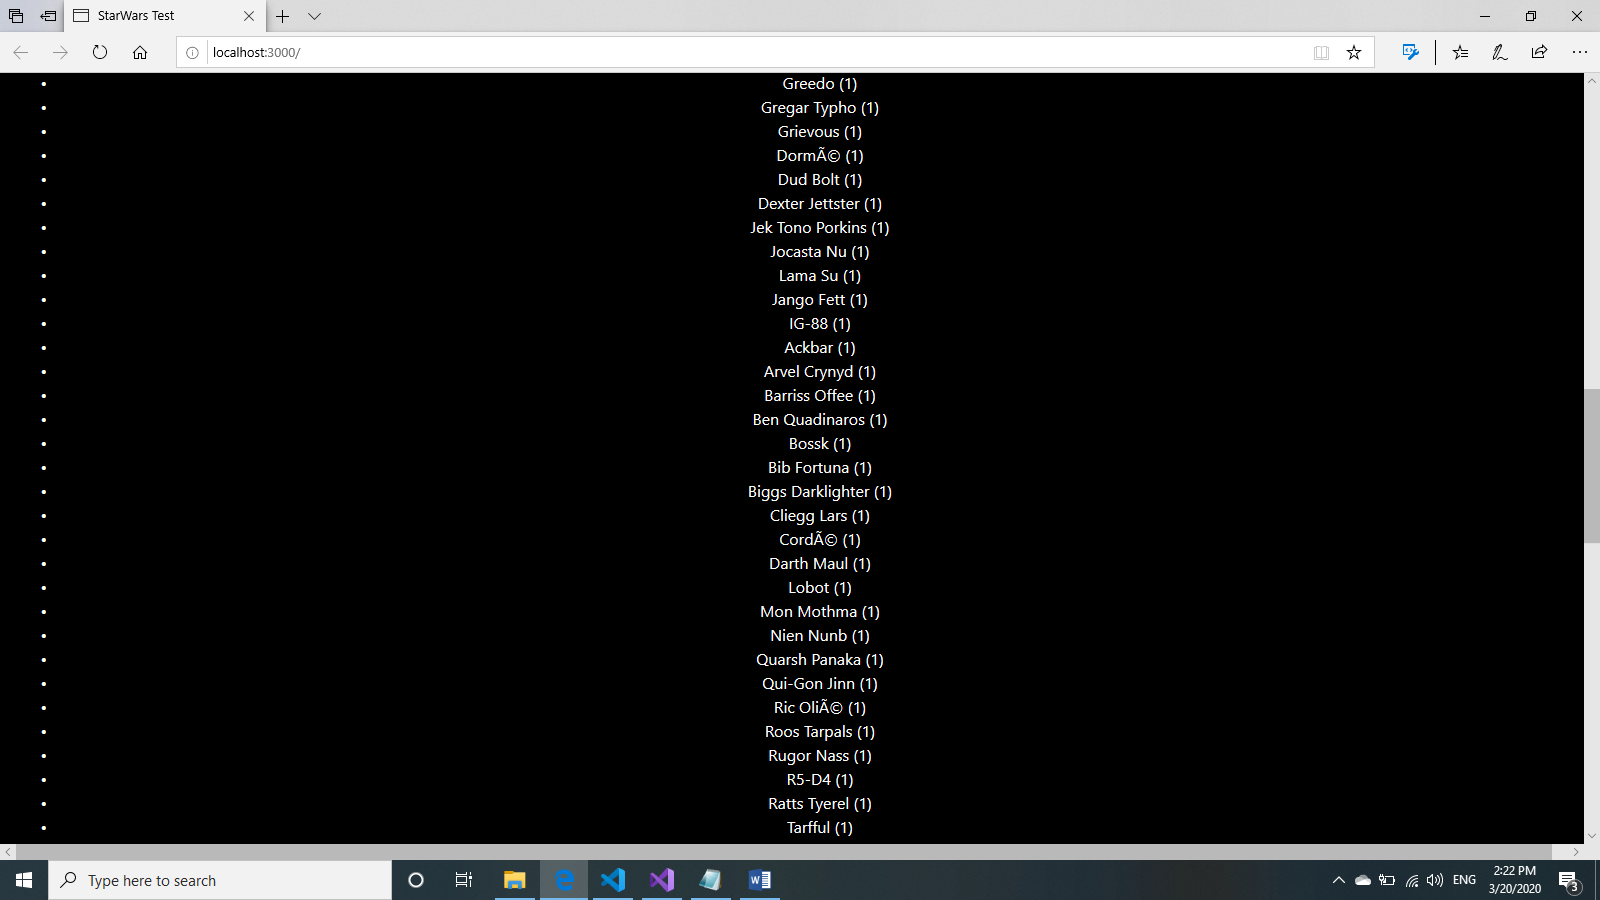 StarWars Test
localhost:3000/
Greedo (1)
Gregar Typho (1)
Grievous (1)
DormÃ© (1)
Dud Bolt (1)
Dexter Jettster (1)
Jek Tono Porkins (1)
Jocasta Nu (1)
Lama Su (1)
Jango Fett (1)
IG-88 (1)
Ackbar (1)
Arvel Crynyd (1)
Barriss Offee (1)
Ben Quadinaros (1)
Bossk (1)
Bib Fortuna (1)
Biggs Darklighter (1)
Cliegg Lars (1)
CordÃ© (1)
Darth Maul (1)
Lobot (1)
Mon Mothma (1)
Nien Nunb (1)
Quarsh Panaka (1)
Qui-Gon Jinn (1)
Ric OliÃ© (1)
Roos Tarpals (1)
Rugor Nass (1)
R5-D4 (1)
Ratts Tyerel (1)
Tarfful (1)
Type here to search
ENG
2:22 PM
3/20/2020
3